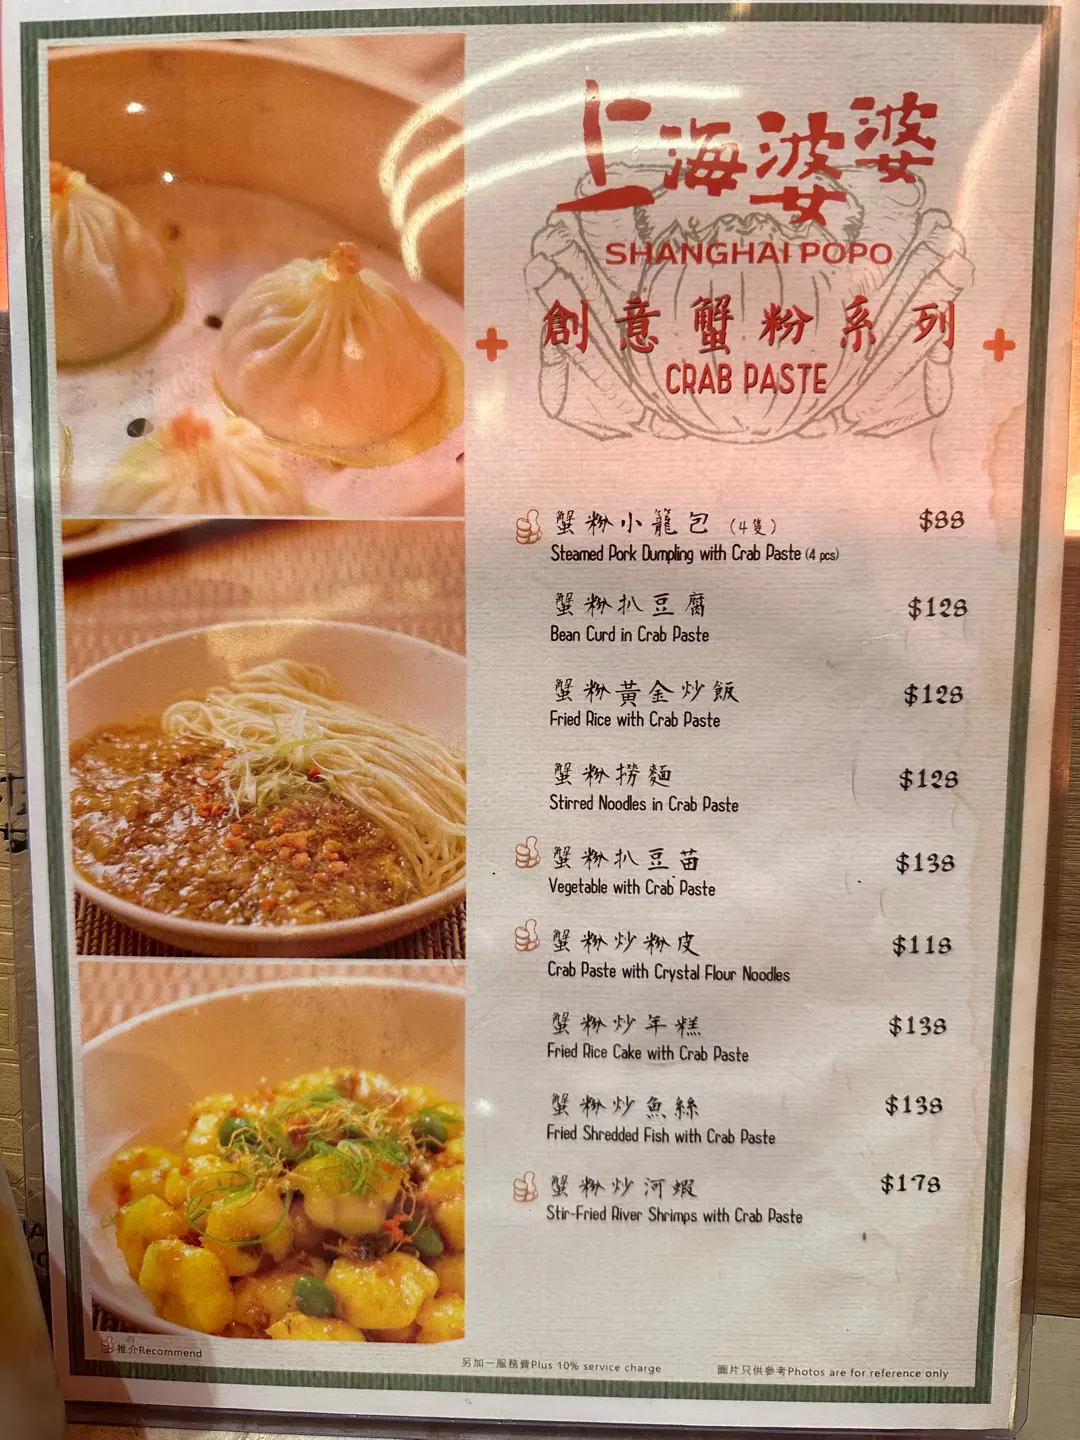 上海婆婆
SHANGHAI POPO
創意蟹粉系列
CRAB PASTE
蟹粉小籠包 (4隻) $88
Steamed Pork Dumpling with Crab Paste (4 pcs)
蟹粉扒豆腐 $128
Bean Curd in Crab Paste
蟹粉黃金炒飯 $128
Fried Rice with Crab Paste
蟹粉撈麵 $128
Stirred Noodles in Crab Paste
蟹粉扒豆苗 $138
Vegetable with Crab Paste
蟹粉炒粉皮 $118
Crab Paste with Crystal Flour Noodles
蟹粉炒年糕 $138
Fried Rice Cake with Crab Paste
蟹粉炒魚絲 $138
Fried Shredded Fish with Crab Paste
蟹粉炒河蝦 $178
Stir-Fried River Shrimps with Crab Paste
推介Recommend
另加一服務費Plus 10% service charge
圖片只供參考Photos are for reference only